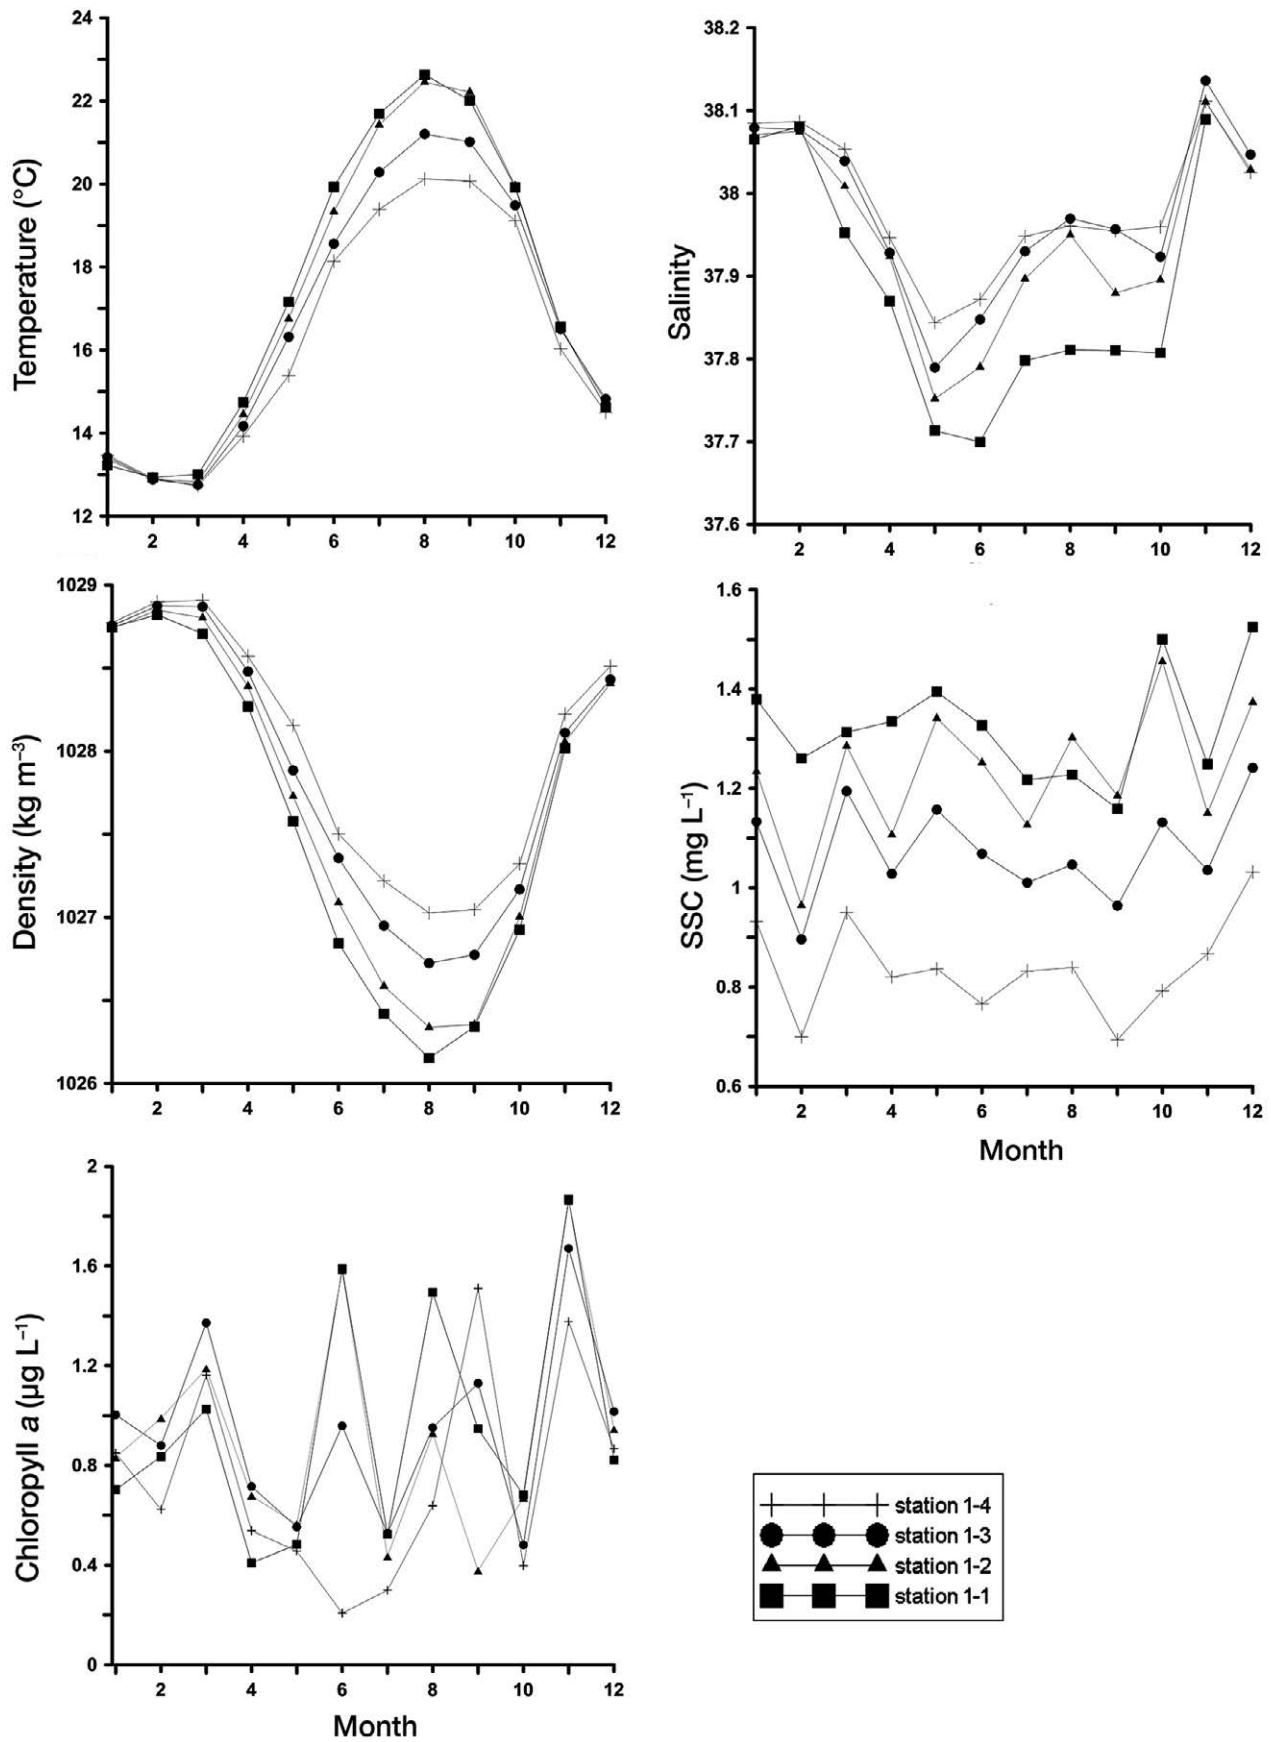 24
22
20
18
16
14
12
Temperature (°C)
2 4 6 8 10 12
38.2
38.1
38
37.9
37.8
37.7
37.6
Salinity
2 4 6 8 10 12
1029
1028
1027
1026
Density (kg m⁻³)
2 4 6 8 10 12
1.6
1.4
1.2
1
0.8
0.6
SSC (mg L⁻¹)
2 4 6 8 10 12
Month
2
1.6
1.2
0.8
0.4
0
Chloropyll a (µg L⁻¹)
2 4 6 8 10 12
Month
station 1-4
station 1-3
station 1-2
station 1-1